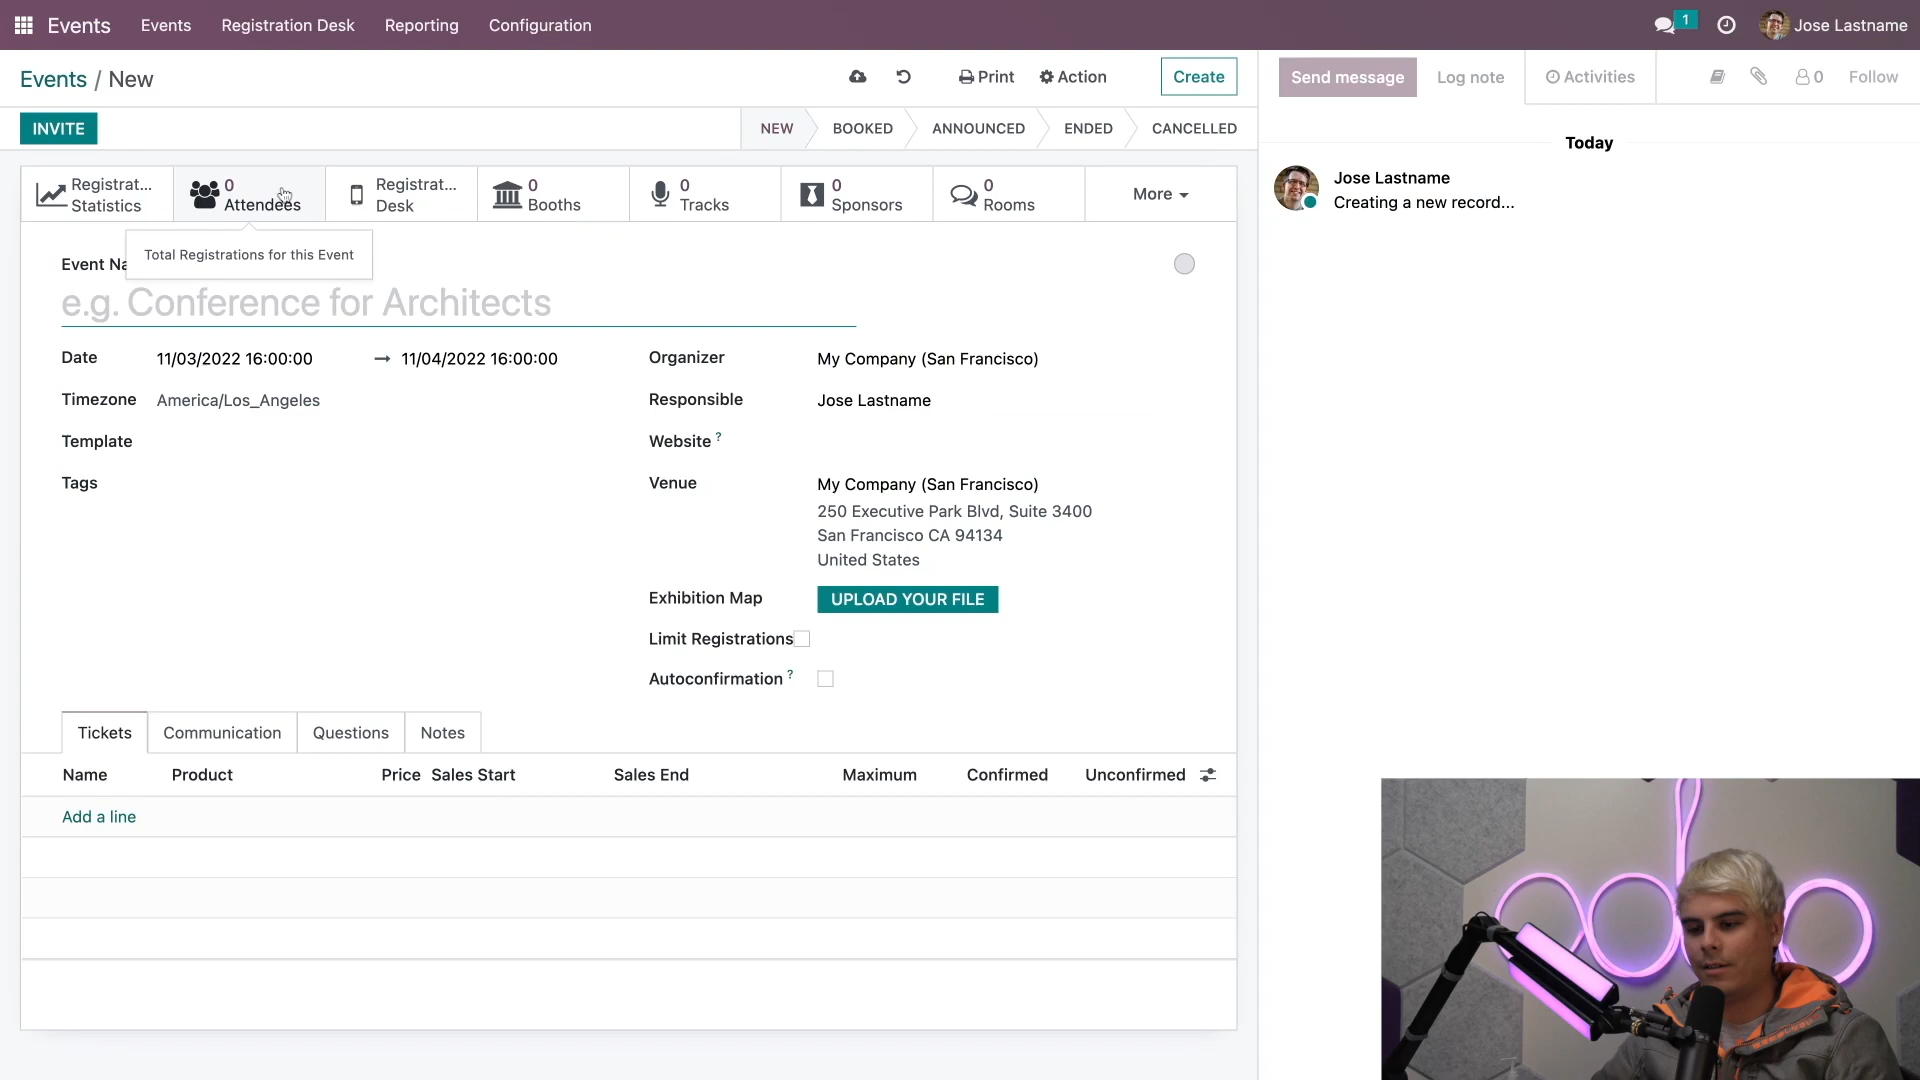 Events
Events
Registration Desk
Reporting
Configuration
1
Jose Lastname
Events / New
Print
Action
Create
Send message
Log note
Activities
0
Follow
INVITE
NEW
BOOKED
ANNOUNCED
ENDED
CANCELLED
Today
Registrat...
Statistics
0
Attendees
Registrat...
Desk
0
Booths
0
Tracks
0
Sponsors
0
Rooms
More
Jose Lastname
Creating a new record...
Total Registrations for this Event
Event Na
e.g. Conference for Architects
Date
11/03/2022 16:00:00
11/04/2022 16:00:00
Timezone
America/Los_Angeles
Template
Tags
Organizer
My Company (San Francisco)
Responsible
Jose Lastname
Website ?
Venue
My Company (San Francisco)
250 Executive Park Blvd, Suite 3400
San Francisco CA 94134
United States
Exhibition Map
UPLOAD YOUR FILE
Limit Registrations
Autoconfirmation ?
Tickets
Communication
Questions
Notes
Name
Product
Price
Sales Start
Sales End
Maximum
Confirmed
Unconfirmed
Add a line
odo